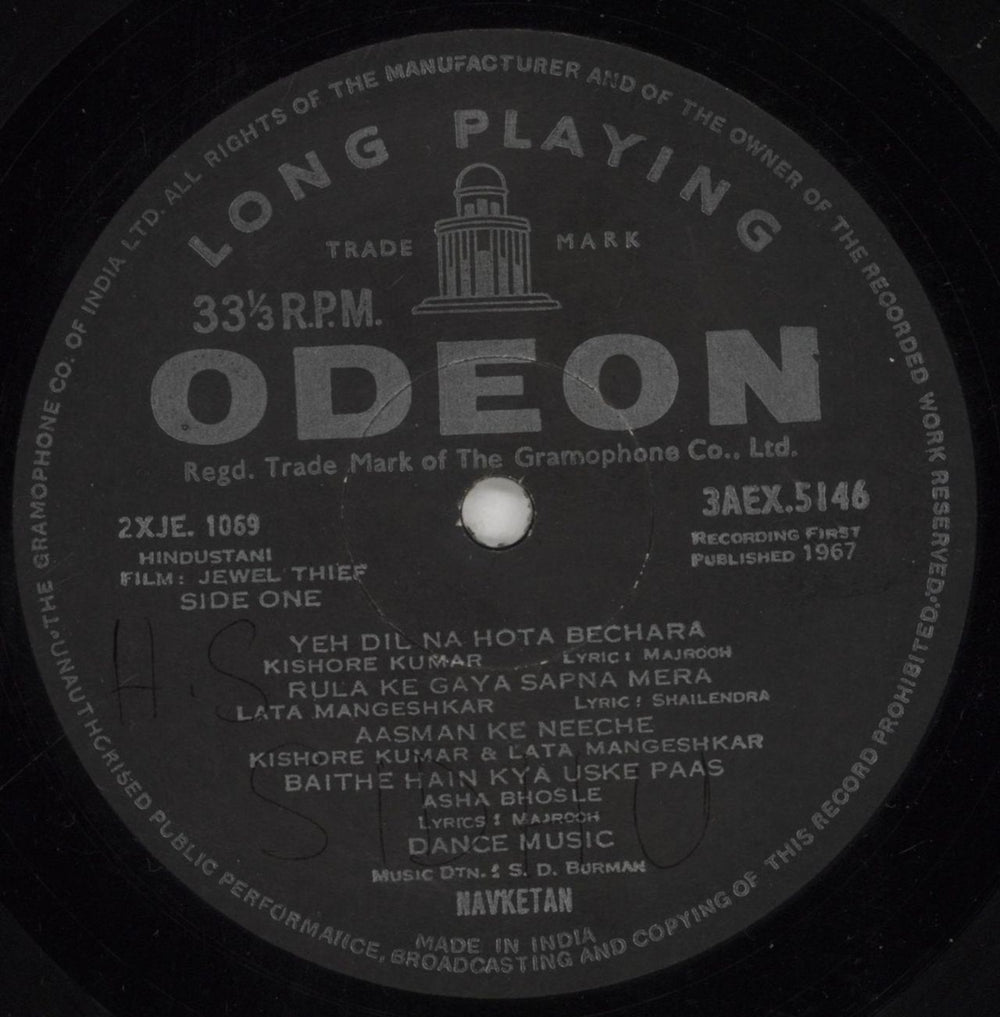 THE GRAMOPHONE CO. OF INDIA LTD. ALL RIGHTS OF THE MANUFACTURER AND OF THE OWNER OF THE RECORDED WORK RESERVED. UNAUTHORISED PUBLIC PERFORMANCE, BROADCASTING AND COPYING OF THIS RECORD PROHIBITED.
LONG PLAYING
TRADE MARK
33⅓ R.P.M.
ODEON
Regd. Trade Mark of The Gramophone Co., Ltd.
3AEX.5146
2XJE. 1069
RECORDING FIRST
PUBLISHED 1967
HINDUSTANI
FILM: JEWEL THIEF
SIDE ONE
YEH DIL NA HOTA BECHARA
KISHORE KUMAR LYRIC: MAJROOH
RULA KE GAYA SAPNA MERA
LATA MANGESHKAR LYRIC: SHAILENDRA
AASMAN KE NEECHE
KISHORE KUMAR & LATA MANGESHKAR
BAITHE HAIN KYA USKE PAAS
ASHA BHOSLE
LYRICS: MAJROOH
DANCE MUSIC
MUSIC DTN.: S. D. BURMAN
NAVKETAN
MADE IN INDIA
H.S
SIDHU